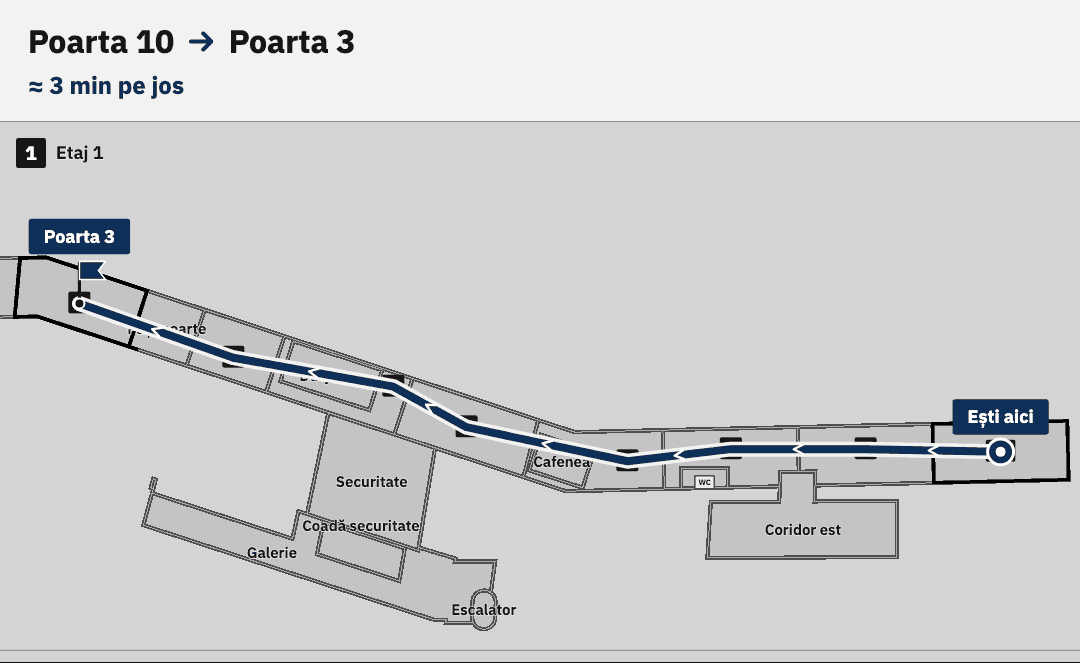 Poarta 10 → Poarta 3
≈ 3 min pe jos
1 Etaj 1
Poarta 3
Ești aici
Cafenea
WC
Securitate
Coadă securitate
Coridor est
Galerie
Escalator